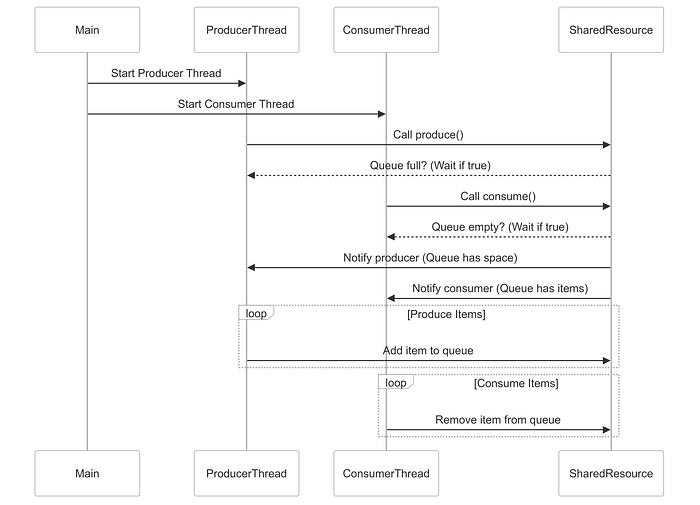 Main
ProducerThread
ConsumerThread
SharedResource
Start Producer Thread
Start Consumer Thread
Call produce()
Queue full? (Wait if true)
Call consume()
Queue empty? (Wait if true)
Notify producer (Queue has space)
Notify consumer (Queue has items)
loop
[Produce Items]
Add item to queue
loop
[Consume Items]
Remove item from queue
Main
ProducerThread
ConsumerThread
SharedResource